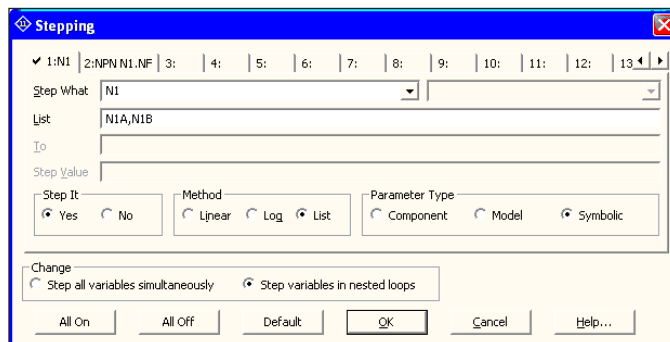 11 Stepping
1:N1 2:NPN N1.NF 3: 4: 5: 6: 7: 8: 9: 10: 11: 12: 13
Step What N1
List N1A,N1B
To
Step Value
Step It Method Parameter Type
Yes No Linear Log List Component Model Symbolic
Change
Step all variables simultaneously Step variables in nested loops
All On All Off Default OK Cancel Help...